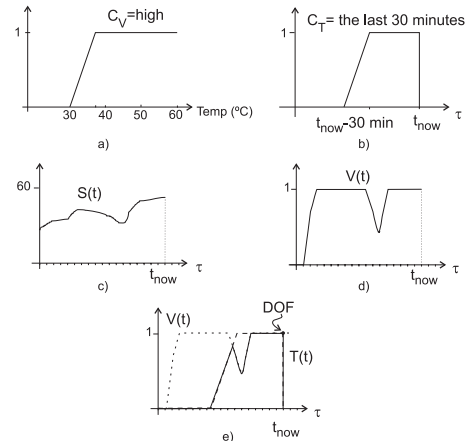 C_V=high
1
30 40 50 60 Temp (ºC)
a)
C_T= the last 30 minutes
1
τ
t_now-30 min t_now
b)
60
S(t)
t_now τ
c)
V(t)
1
t_now τ
d)
DOF
V(t)
1
T(t)
t_now τ
e)